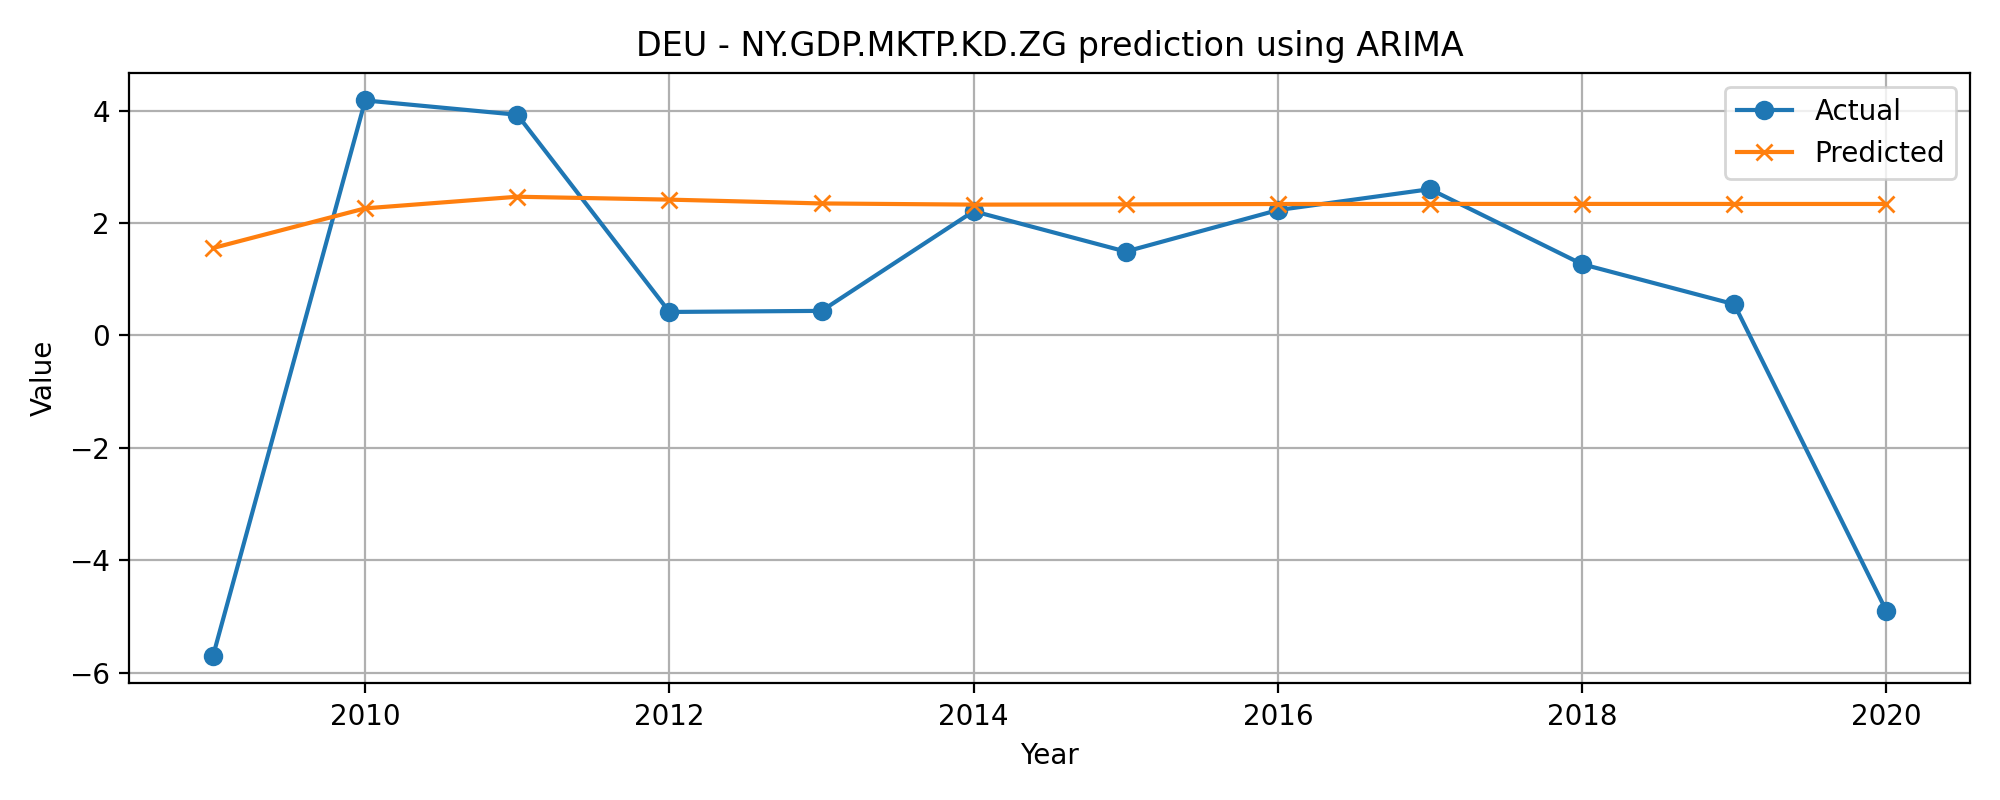 DEU - NY.GDP.MKTP.KD.ZG prediction using ARIMA
Actual
Predicted
Value
4
2
0
−2
−4
−6
2010 2012 2014 2016 2018 2020
Year